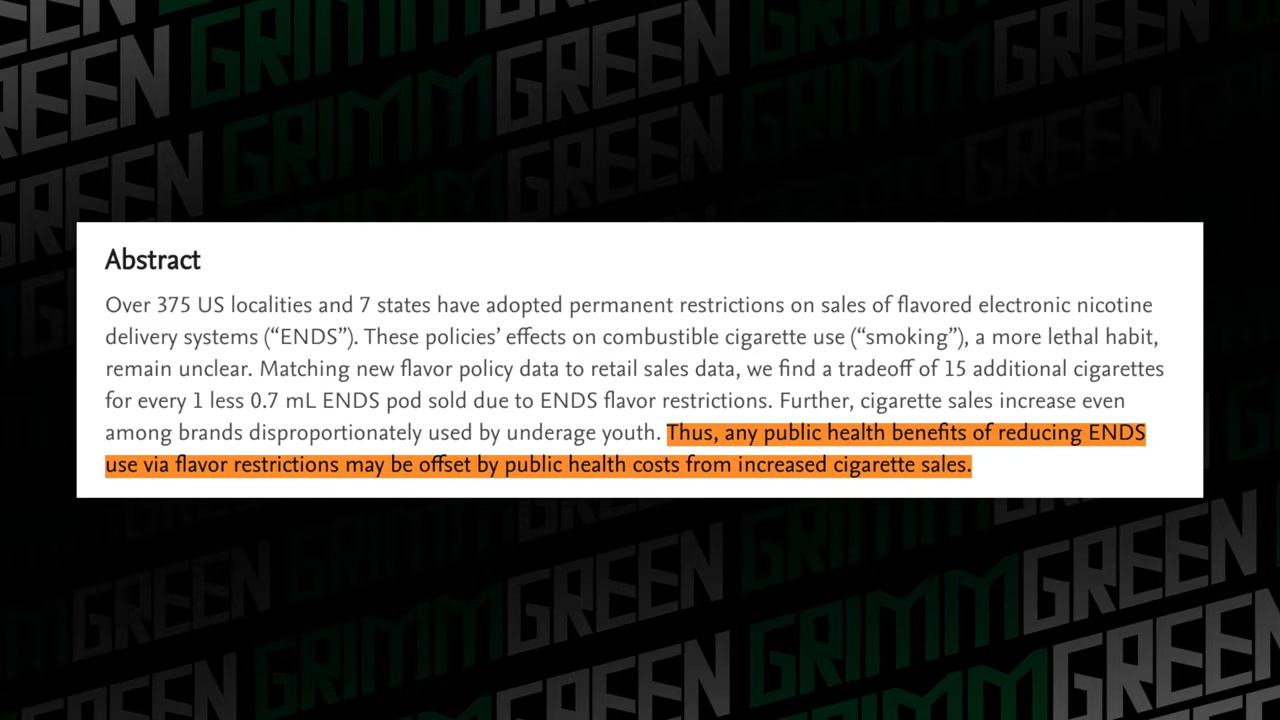 GRIMM GREEN
Abstract
Over 375 US localities and 7 states have adopted permanent restrictions on sales of flavored electronic nicotine
delivery systems (“ENDS”). These policies’ effects on combustible cigarette use (“smoking”), a more lethal habit,
remain unclear. Matching new flavor policy data to retail sales data, we find a tradeoff of 15 additional cigarettes
for every 1 less 0.7 mL ENDS pod sold due to ENDS flavor restrictions. Further, cigarette sales increase even
among brands disproportionately used by underage youth. Thus, any public health benefits of reducing ENDS
use via flavor restrictions may be offset by public health costs from increased cigarette sales.
GRIMM GREEN